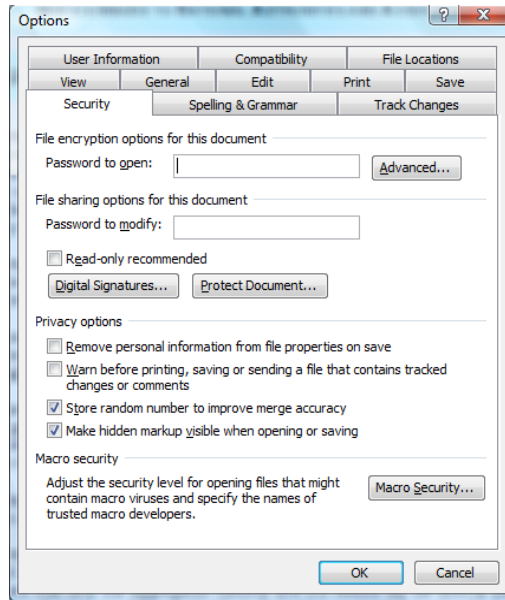 Options
User Information Compatibility File Locations
View General Edit Print Save
Security Spelling & Grammar Track Changes
File encryption options for this document
Password to open:
Advanced...
File sharing options for this document
Password to modify:
Read-only recommended
Digital Signatures... Protect Document...
Privacy options
Remove personal information from file properties on save
Warn before printing, saving or sending a file that contains tracked
changes or comments
Store random number to improve merge accuracy
Make hidden markup visible when opening or saving
Macro security
Adjust the security level for opening files that might
contain macro viruses and specify the names of
trusted macro developers.
Macro Security...
OK Cancel